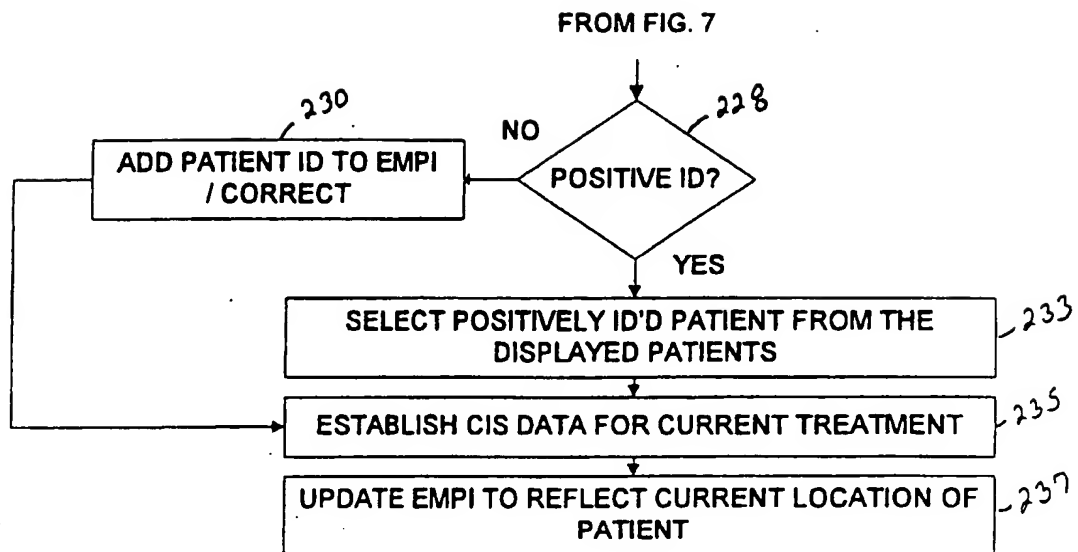 FROM FIG. 7
228
230
NO
ADD PATIENT ID TO EMPI
/ CORRECT
POSITIVE ID?
YES
SELECT POSITIVELY ID'D PATIENT FROM THE
DISPLAYED PATIENTS
233
ESTABLISH CIS DATA FOR CURRENT TREATMENT
235
UPDATE EMPI TO REFLECT CURRENT LOCATION OF
PATIENT
237